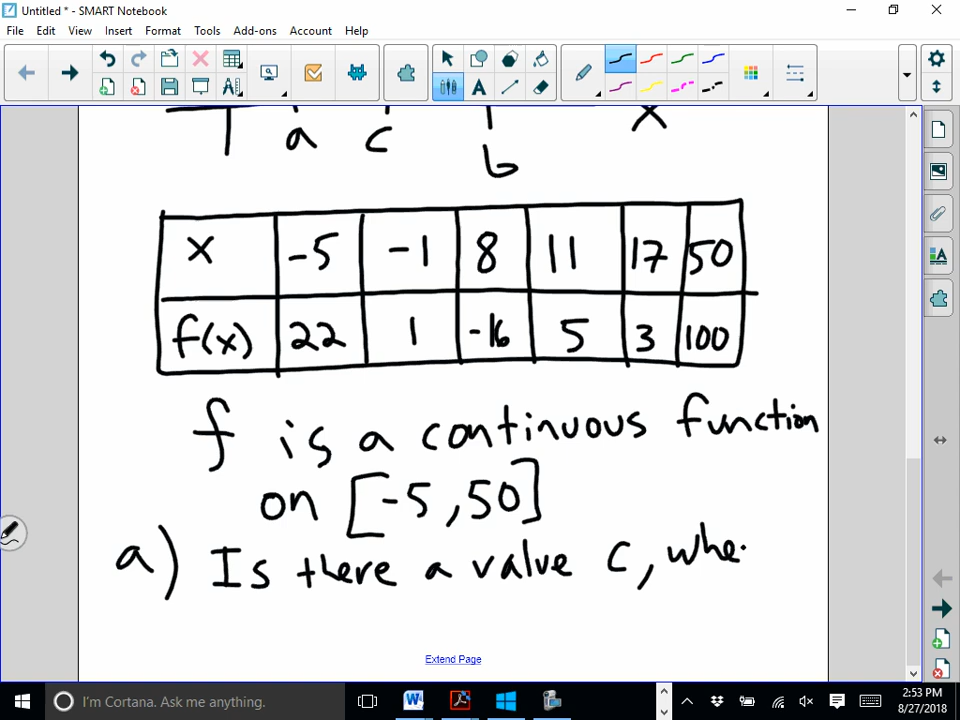 Untitled * - SMART Notebook
File Edit View Insert Format Tools Add-ons Account Help
a c x
b
x -5 -1 8 11 17 50
f(x) 22 1 -16 5 3 100
f is a continuous function
on [-5, 50]
a) Is there a value c, whe
Extend Page
I'm Cortana. Ask me anything.
2:53 PM
8/27/2018